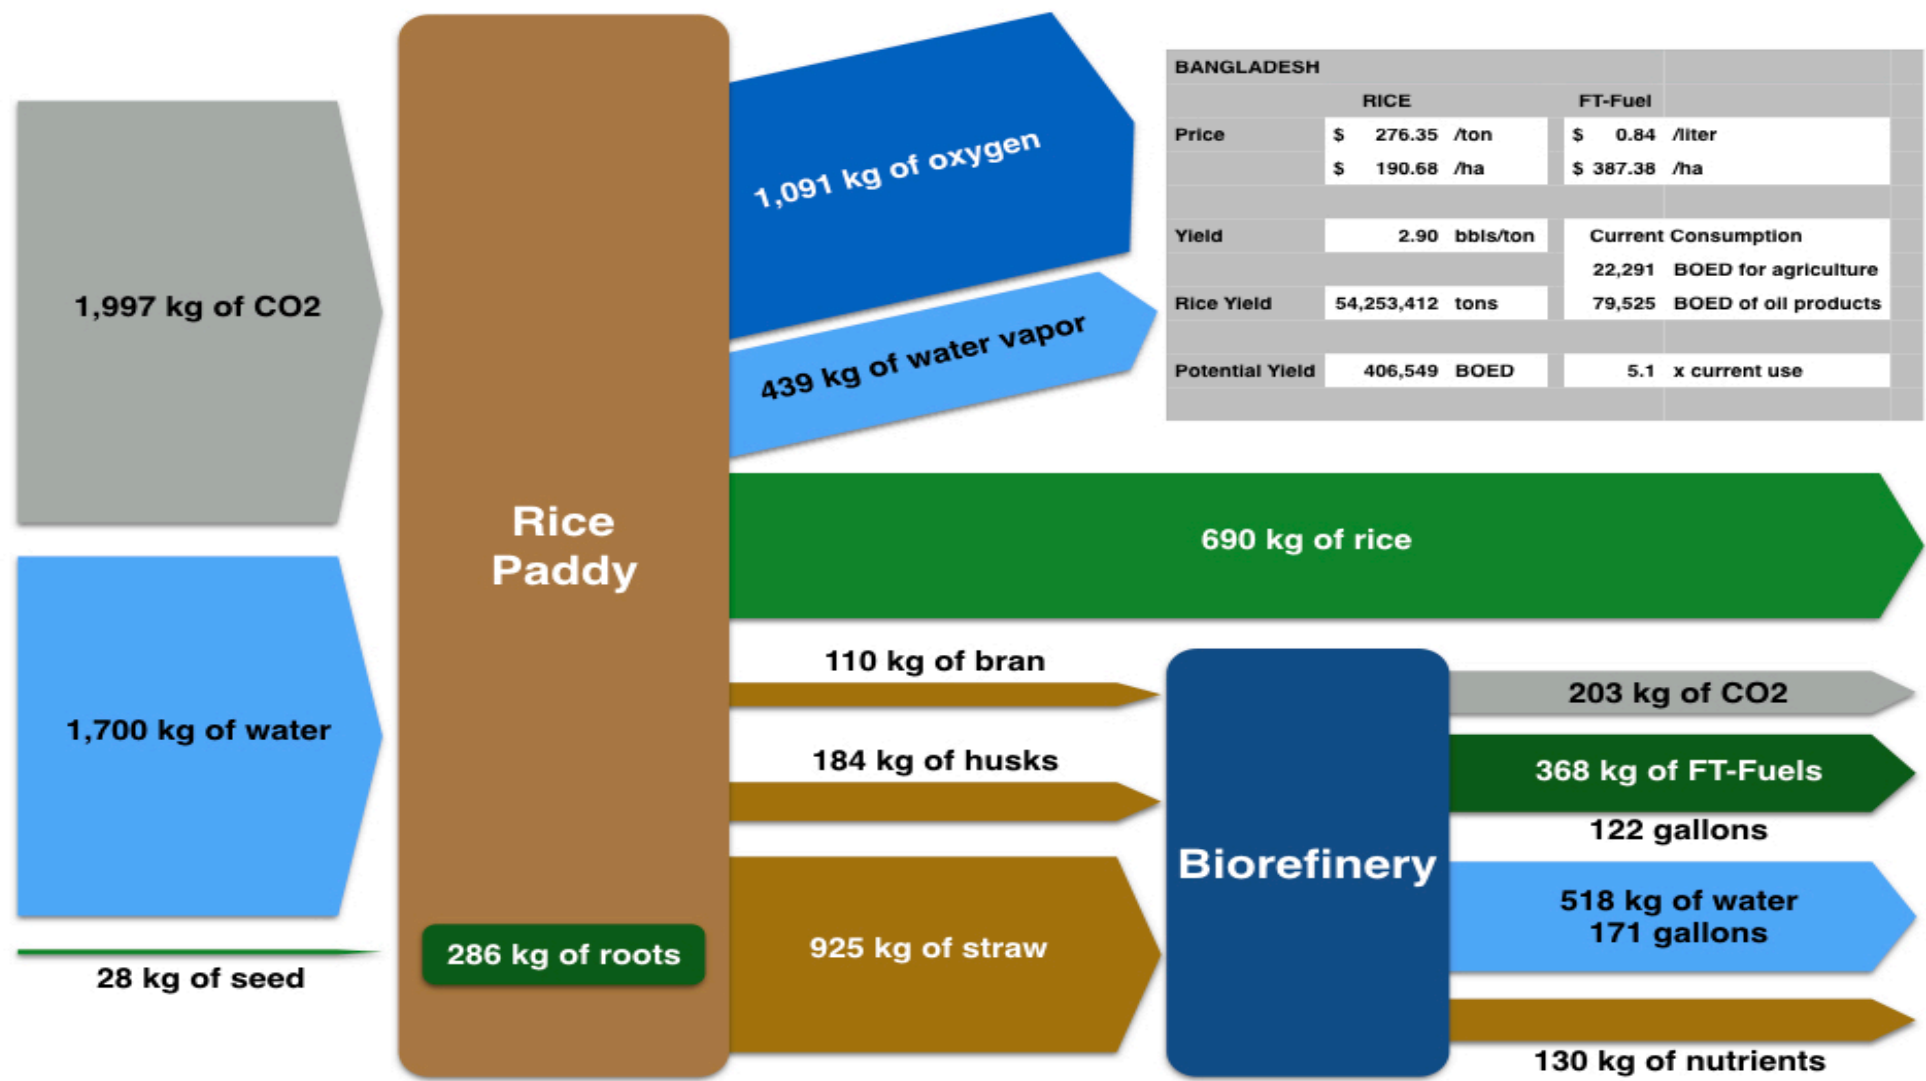 1,997 kg of CO2
1,700 kg of water
28 kg of seed
Rice
Paddy
286 kg of roots
1,091 kg of oxygen
439 kg of water vapor
690 kg of rice
110 kg of bran
184 kg of husks
925 kg of straw
Biorefinery
203 kg of CO2
368 kg of FT-Fuels
122 gallons
518 kg of water
171 gallons
130 kg of nutrients
BANGLADESH
RICE FT-Fuel
Price $ 276.35 /ton $ 0.84 /liter
$ 190.68 /ha $ 387.38 /ha
Yield 2.90 bbls/ton Current Consumption
22,291 BOED for agriculture
Rice Yield 54,253,412 tons 79,525 BOED of oil products
Potential Yield 406,549 BOED 5.1 x current use